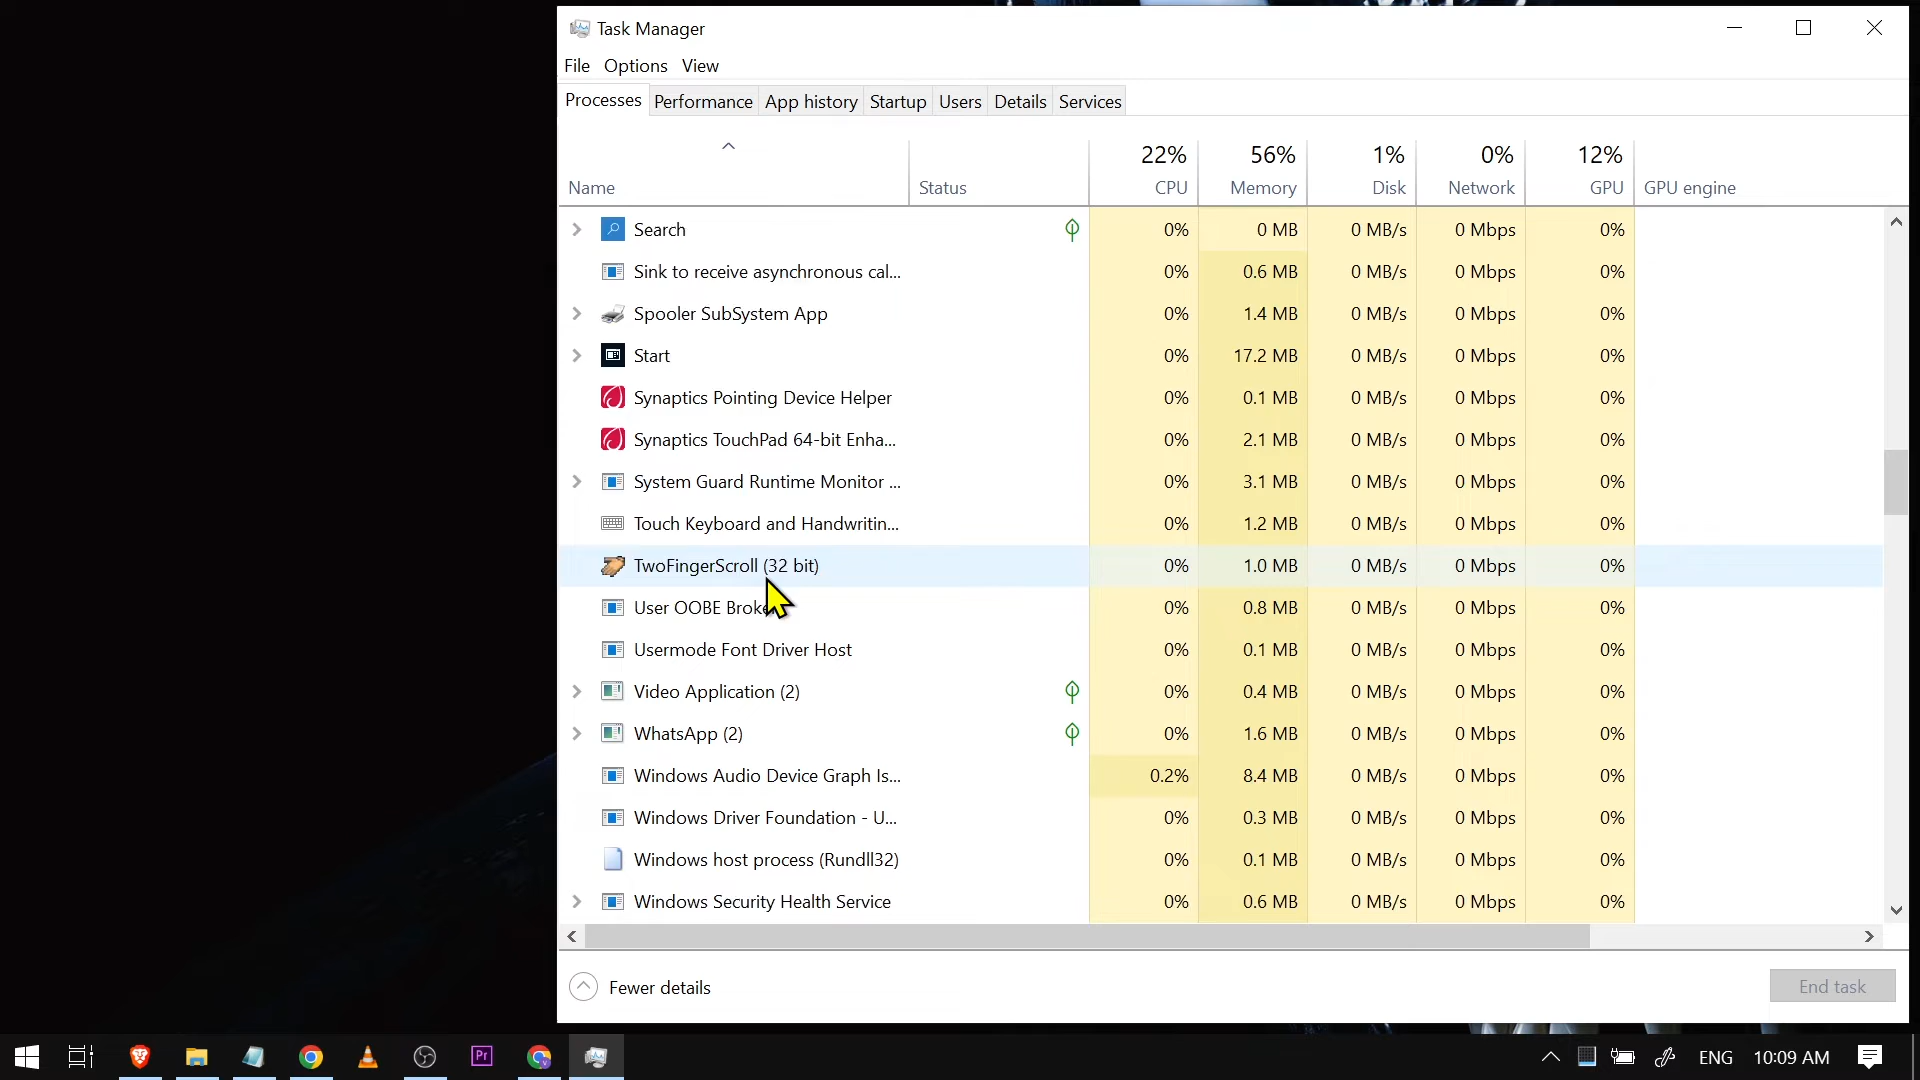 Task Manager
File Options View
Processes Performance App history Startup Users Details Services
22% 56% 1% 0% 12%
Name Status CPU Memory Disk Network GPU GPU engine
Search 0% 0 MB 0 MB/s 0 Mbps 0%
Sink to receive asynchronous cal... 0% 0.6 MB 0 MB/s 0 Mbps 0%
Spooler SubSystem App 0% 1.4 MB 0 MB/s 0 Mbps 0%
Start 0% 17.2 MB 0 MB/s 0 Mbps 0%
Synaptics Pointing Device Helper 0% 0.1 MB 0 MB/s 0 Mbps 0%
Synaptics TouchPad 64-bit Enha... 0% 2.1 MB 0 MB/s 0 Mbps 0%
System Guard Runtime Monitor ... 0% 3.1 MB 0 MB/s 0 Mbps 0%
Touch Keyboard and Handwritin... 0% 1.2 MB 0 MB/s 0 Mbps 0%
TwoFingerScroll (32 bit) 0% 1.0 MB 0 MB/s 0 Mbps 0%
User OOBE Broke 0% 0.8 MB 0 MB/s 0 Mbps 0%
Usermode Font Driver Host 0% 0.1 MB 0 MB/s 0 Mbps 0%
Video Application (2) 0% 0.4 MB 0 MB/s 0 Mbps 0%
WhatsApp (2) 0% 1.6 MB 0 MB/s 0 Mbps 0%
Windows Audio Device Graph Is... 0.2% 8.4 MB 0 MB/s 0 Mbps 0%
Windows Driver Foundation - U... 0% 0.3 MB 0 MB/s 0 Mbps 0%
Windows host process (Rundll32) 0% 0.1 MB 0 MB/s 0 Mbps 0%
Windows Security Health Service 0% 0.6 MB 0 MB/s 0 Mbps 0%
Fewer details End task
Pr ENG 10:09 AM